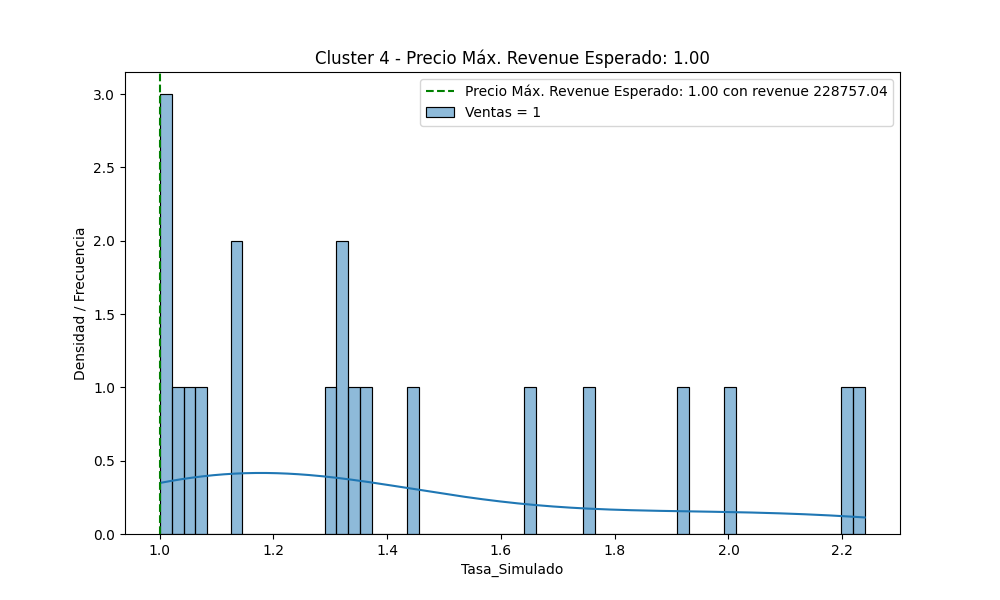 Cluster 4 - Precio Máx. Revenue Esperado: 1.00
Precio Máx. Revenue Esperado: 1.00 con revenue 228757.04
Ventas = 1
Densidad / Frecuencia
3.0
2.5
2.0
1.5
1.0
0.5
0.0
1.0 1.2 1.4 1.6 1.8 2.0 2.2
Tasa_Simulado